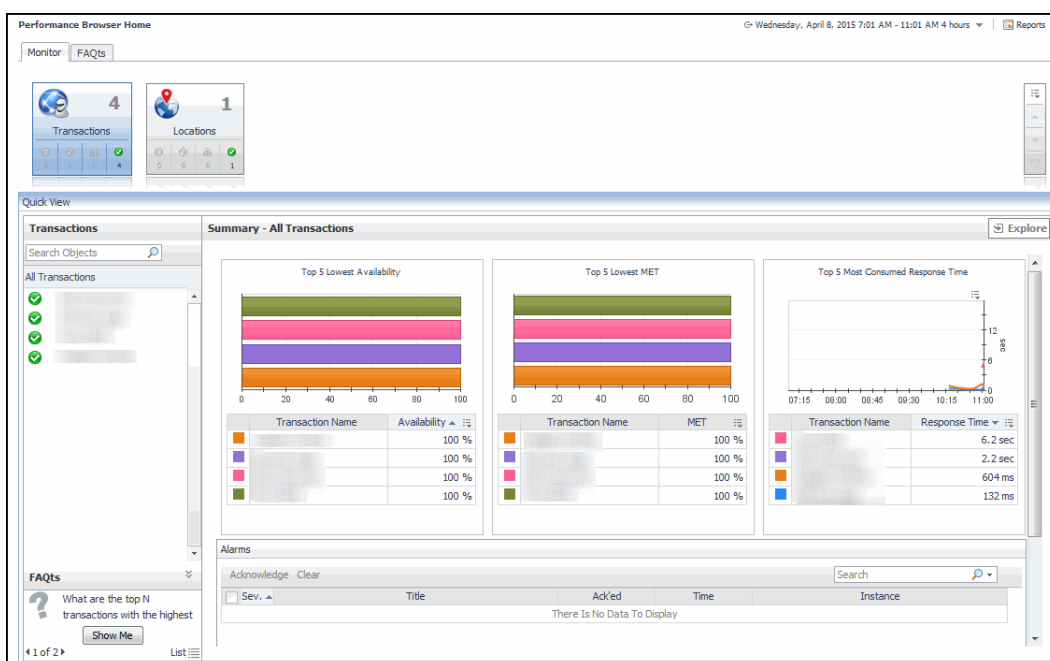 Performance Browser Home
Wednesday, April 8, 2015 7:01 AM - 11:01 AM 4 hours
Reports
Monitor
FAQts
4
Transactions
0 0 0 4
1
Locations
0 0 0 1
Quick View
Transactions
Search Objects
All Transactions
FAQts
What are the top N
transactions with the highest
Show Me
1 of 2
List
Summary - All Transactions
Explore
Top 5 Lowest Availability
0 20 40 60 80 100
Transaction Name Availability
100 %
100 %
100 %
100 %
Top 5 Lowest MET
0 20 40 60 80 100
Transaction Name MET
100 %
100 %
100 %
100 %
Top 5 Most Consumed Response Time
12
6
0
sec
07:15 08:00 08:45 09:30 10:15 11:00
Transaction Name Response Time
6.2 sec
2.2 sec
604 ms
132 ms
Alarms
Acknowledge Clear
Search
Sev. Title Ack'ed Time Instance
There Is No Data To Display